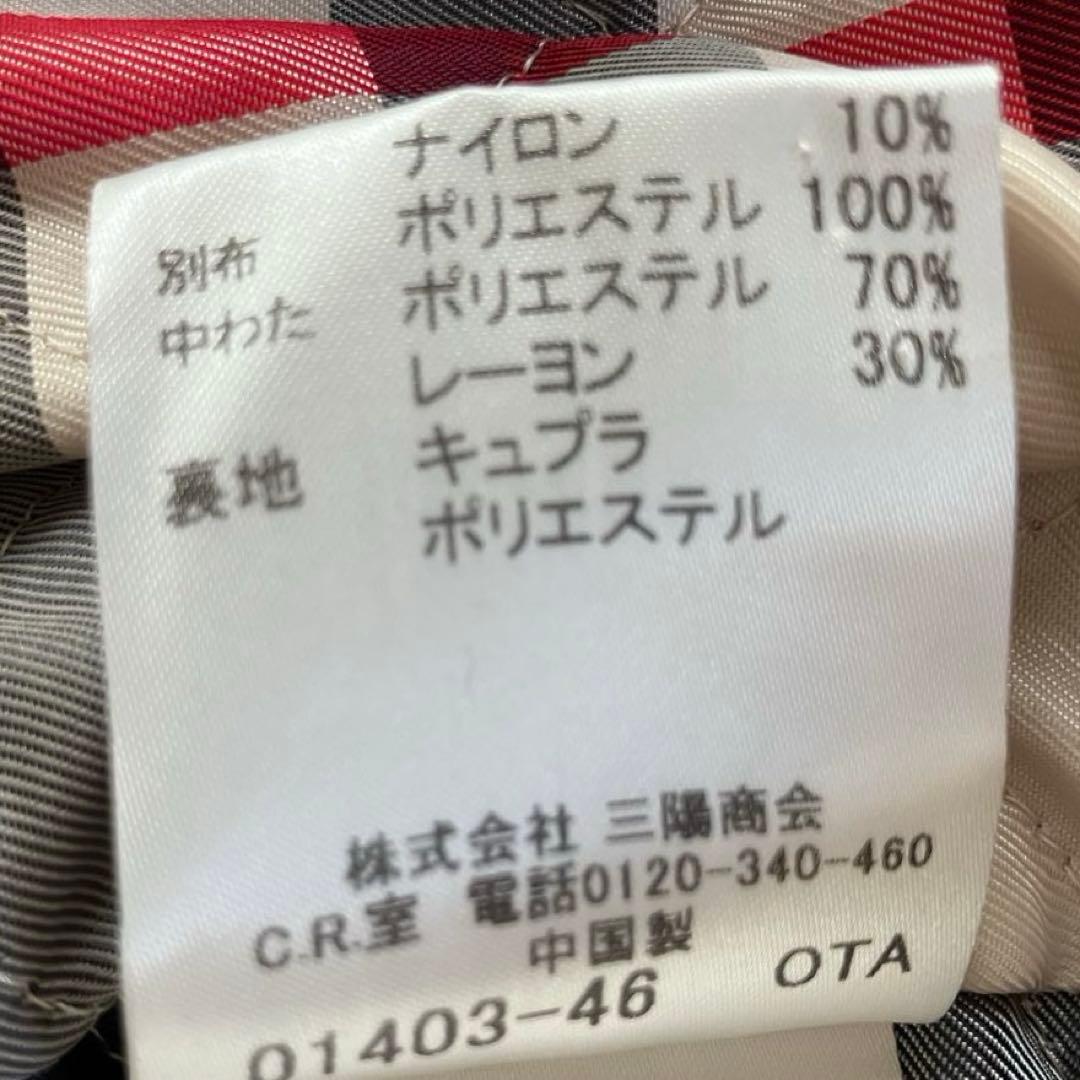 ナイロン 10%
別布 ポリエステル 100%
中わた ポリエステル 70%
レーヨン 30%
裏地 キュプラ
ポリエステル
株式会社 三陽商会
C.R.室 電話0120-340-460
中国製
01403-46 OTA